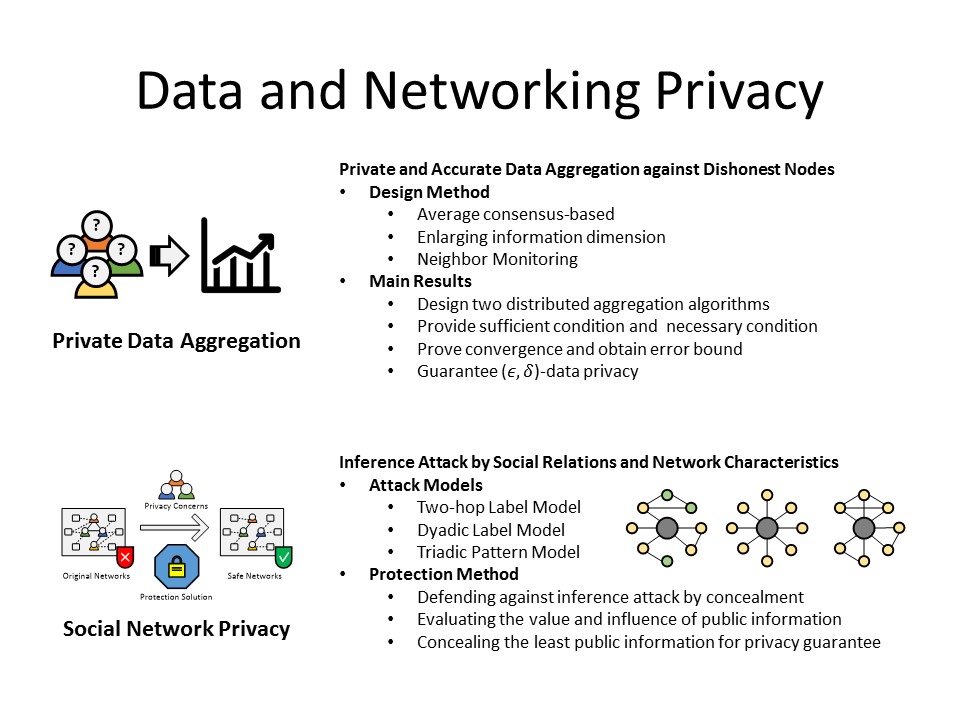 Data and Networking Privacy
Private and Accurate Data Aggregation against Dishonest Nodes
• Design Method
• Average consensus-based
• Enlarging information dimension
• Neighbor Monitoring
• Main Results
• Design two distributed aggregation algorithms
• Provide sufficient condition and necessary condition
• Prove convergence and obtain error bound
• Guarantee (ϵ, δ)-data privacy
?
? ?
?
Private Data Aggregation
Inference Attack by Social Relations and Network Characteristics
• Attack Models
• Two-hop Label Model
• Dyadic Label Model
• Triadic Pattern Model
• Protection Method
• Defending against inference attack by concealment
• Evaluating the value and influence of public information
• Concealing the least public information for privacy guarantee
Privacy Concerns
Original Networks
Safe Networks
Protection Solution
Social Network Privacy